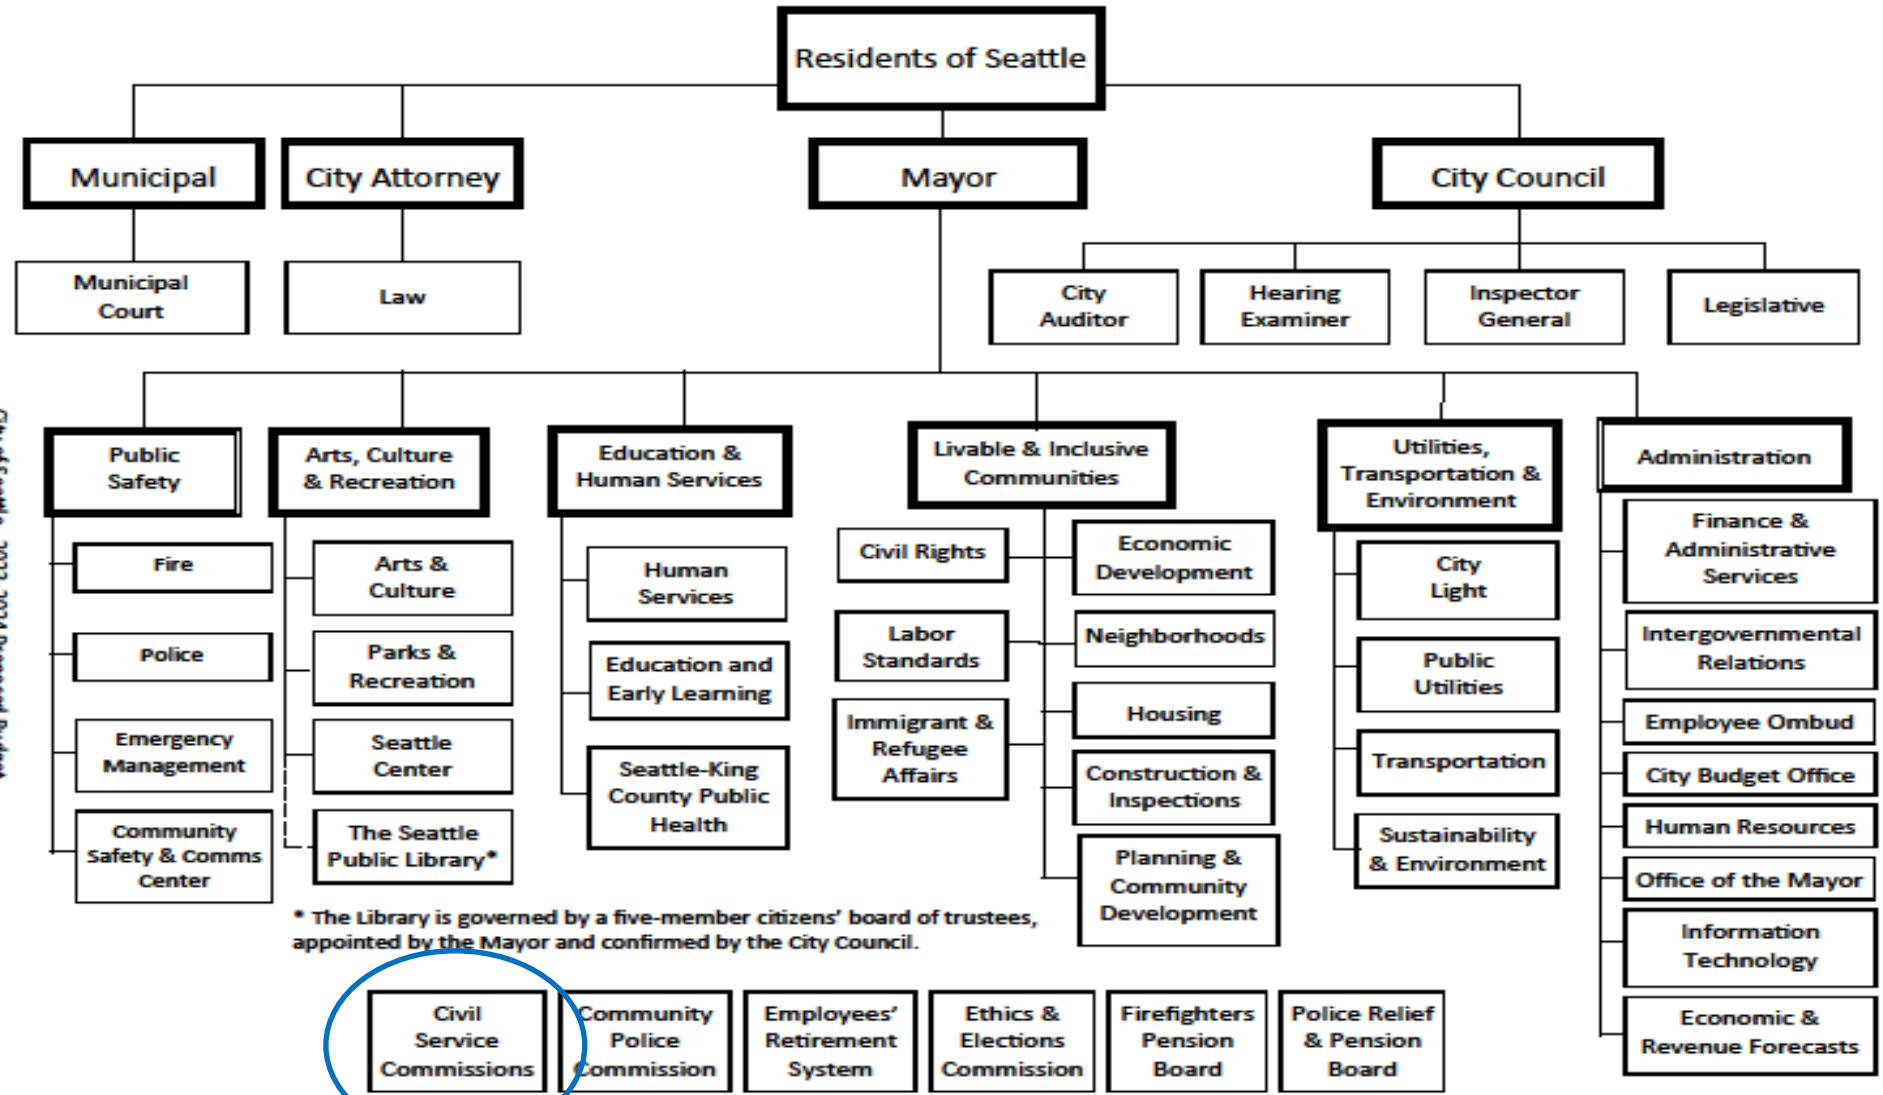 Residents of Seattle
Municipal
City Attorney
Mayor
City Council
Municipal
Court
Law
City
Auditor
Hearing
Examiner
Inspector
General
Legislative
Public
Safety
Fire
Police
Emergency
Management
Community
Safety & Comms
Center
Arts, Culture
& Recreation
Arts &
Culture
Parks &
Recreation
Seattle
Center
The Seattle
Public Library*
Education &
Human Services
Human
Services
Education and
Early Learning
Seattle-King
County Public
Health
Livable & Inclusive
Communities
Civil Rights
Labor
Standards
Immigrant &
Refugee
Affairs
Economic
Development
Neighborhoods
Housing
Construction &
Inspections
Planning &
Community
Development
Utilities,
Transportation &
Environment
City
Light
Public
Utilities
Transportation
Sustainability
& Environment
Administration
Finance &
Administrative
Services
Intergovernmental
Relations
Employee Ombud
City Budget Office
Human Resources
Office of the Mayor
Information
Technology
Economic &
Revenue Forecasts
* The Library is governed by a five-member citizens' board of trustees,
appointed by the Mayor and confirmed by the City Council.
Civil
Service
Commissions
Community
Police
Commission
Employees'
Retirement
System
Ethics &
Elections
Commission
Firefighters
Pension
Board
Police Relief
& Pension
Board